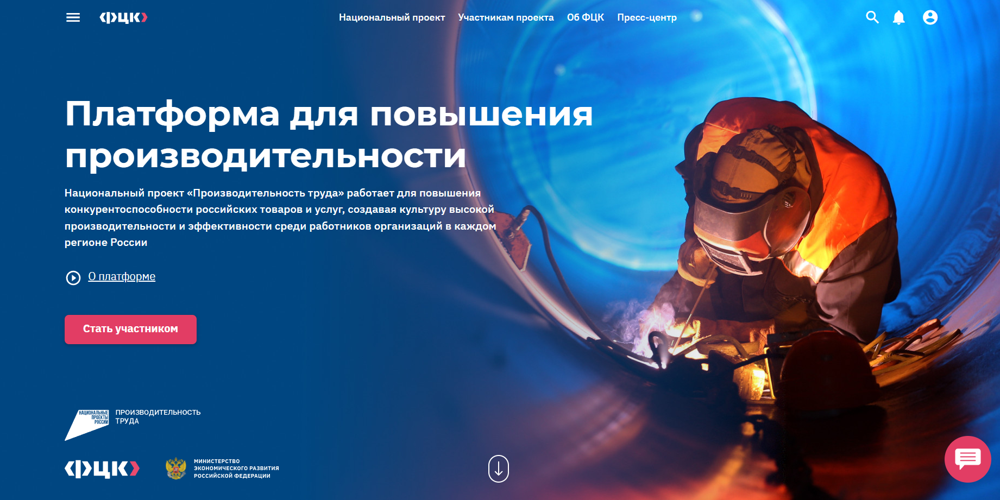 ФЦК
Национальный проект Участникам проекта Об ФЦК Пресс-центр
Платформа для повышения
производительности
Национальный проект «Производительность труда» работает для повышения
конкурентоспособности российских товаров и услуг, создавая культуру высокой
производительности и эффективности среди работников организаций в каждом
регионе России
О платформе
Стать участником
НАЦИОНАЛЬНЫЕ
ПРОЕКТЫ
РОССИИ
ПРОИЗВОДИТЕЛЬНОСТЬ
ТРУДА
ФЦК
МИНИСТЕРСТВО
ЭКОНОМИЧЕСКОГО РАЗВИТИЯ
РОССИЙСКОЙ ФЕДЕРАЦИИ